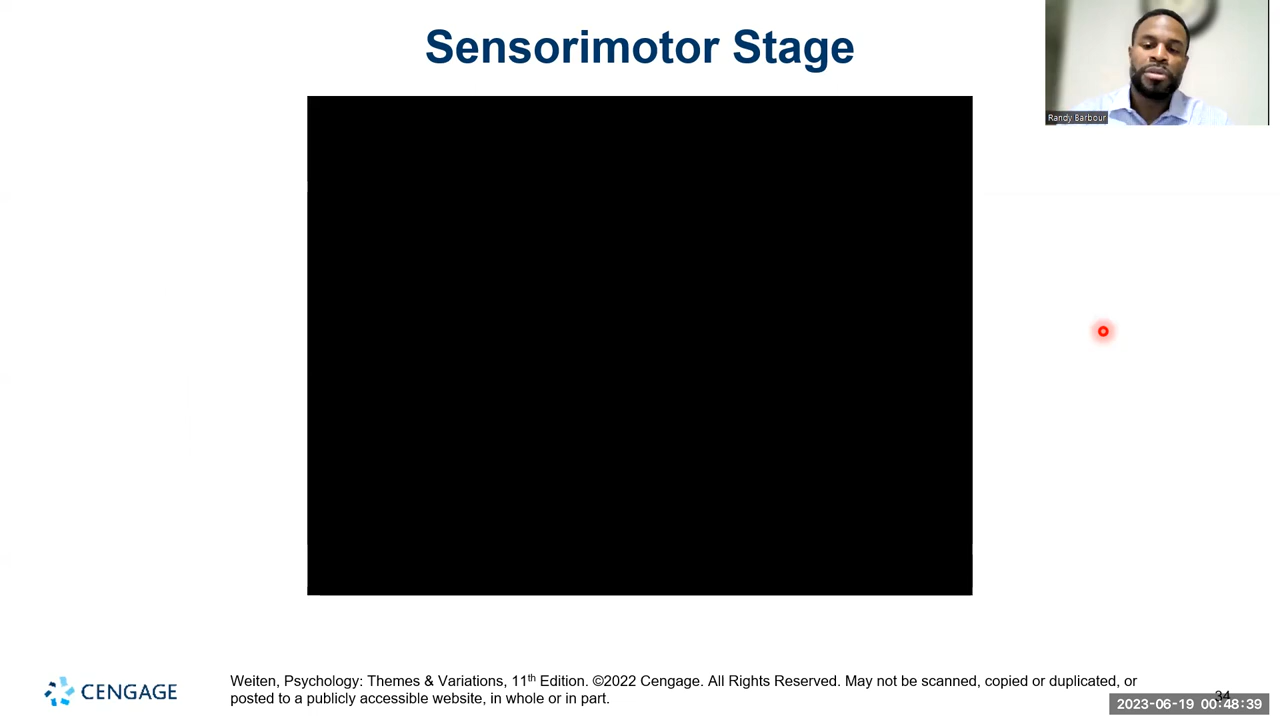 Sensorimotor Stage
Randy Barbour
CENGAGE
Weiten, Psychology: Themes & Variations, 11th Edition. ©2022 Cengage. All Rights Reserved. May not be scanned, copied or duplicated, or
posted to a publicly accessible website, in whole or in part.
34
2023-06-19 00:48:39